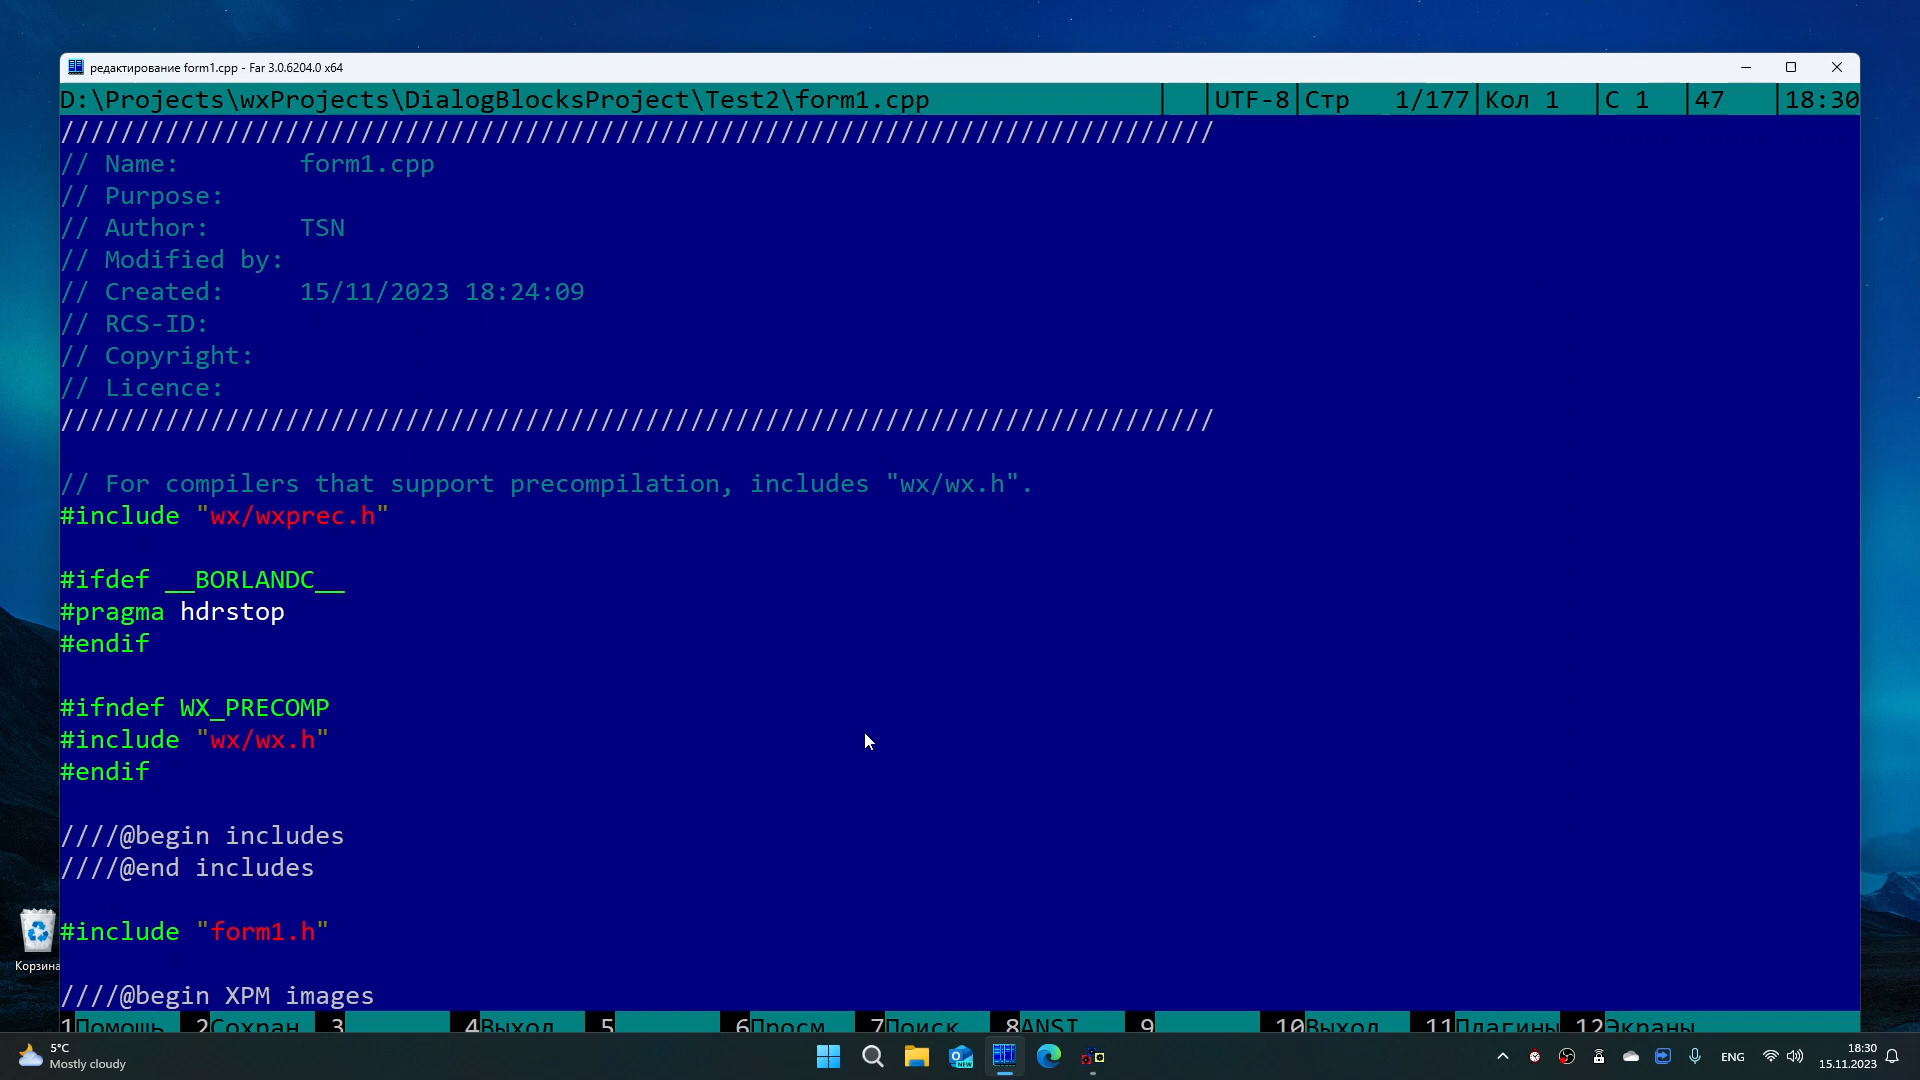 редактирование form1.cpp - Far 3.0.6204.0 x64
D:\Projects\wxProjects\DialogBlocksProject\Test2\form1.cpp │ │UTF-8│Стр 1/177│Кол 1 │С 1 │47 │18:30
/////////////////////////////////////////////////////////////////////////////
// Name: form1.cpp
// Purpose:
// Author: TSN
// Modified by:
// Created: 15/11/2023 18:24:09
// RCS-ID:
// Copyright:
// Licence:
/////////////////////////////////////////////////////////////////////////////
// For compilers that support precompilation, includes "wx/wx.h".
#include "wx/wxprec.h"
#ifdef __BORLANDC__
#pragma hdrstop
#endif
#ifndef WX_PRECOMP
#include "wx/wx.h"
#endif
////@begin includes
////@end includes
#include "form1.h"
////@begin XPM images
1Помощь 2Сохран 3 4Выход 5 6Просм 7Поиск 8ANSI 9 10Выход 11Плагины 12Экраны
Корзина
5°C
Mostly cloudy
NEW
ENG
18:30
15.11.2023